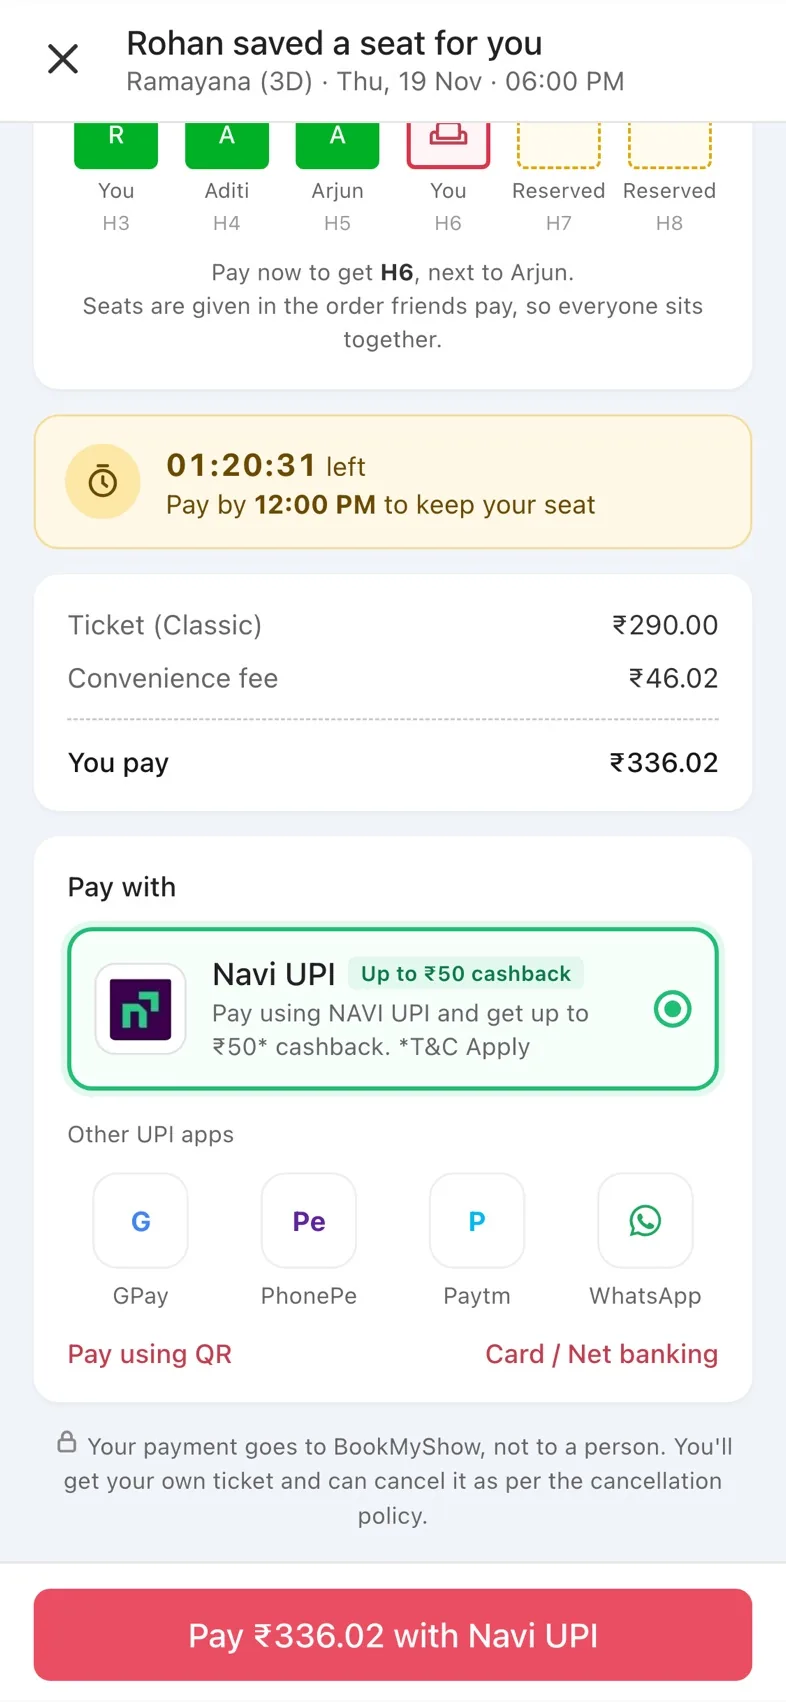 Rohan saved a seat for you
Ramayana (3D) · Thu, 19 Nov · 06:00 PM
R A A
You Aditi Arjun You Reserved Reserved
H3 H4 H5 H6 H7 H8
Pay now to get H6, next to Arjun.
Seats are given in the order friends pay, so everyone sits
together.
01:20:31 left
Pay by 12:00 PM to keep your seat
Ticket (Classic) ₹290.00
Convenience fee ₹46.02
You pay ₹336.02
Pay with
Navi UPI Up to ₹50 cashback
Pay using NAVI UPI and get up to
₹50* cashback. *T&C Apply
Other UPI apps
G Pe P
GPay PhonePe Paytm WhatsApp
Pay using QR Card / Net banking
Your payment goes to BookMyShow, not to a person. You'll
get your own ticket and can cancel it as per the cancellation
policy.
Pay ₹336.02 with Navi UPI